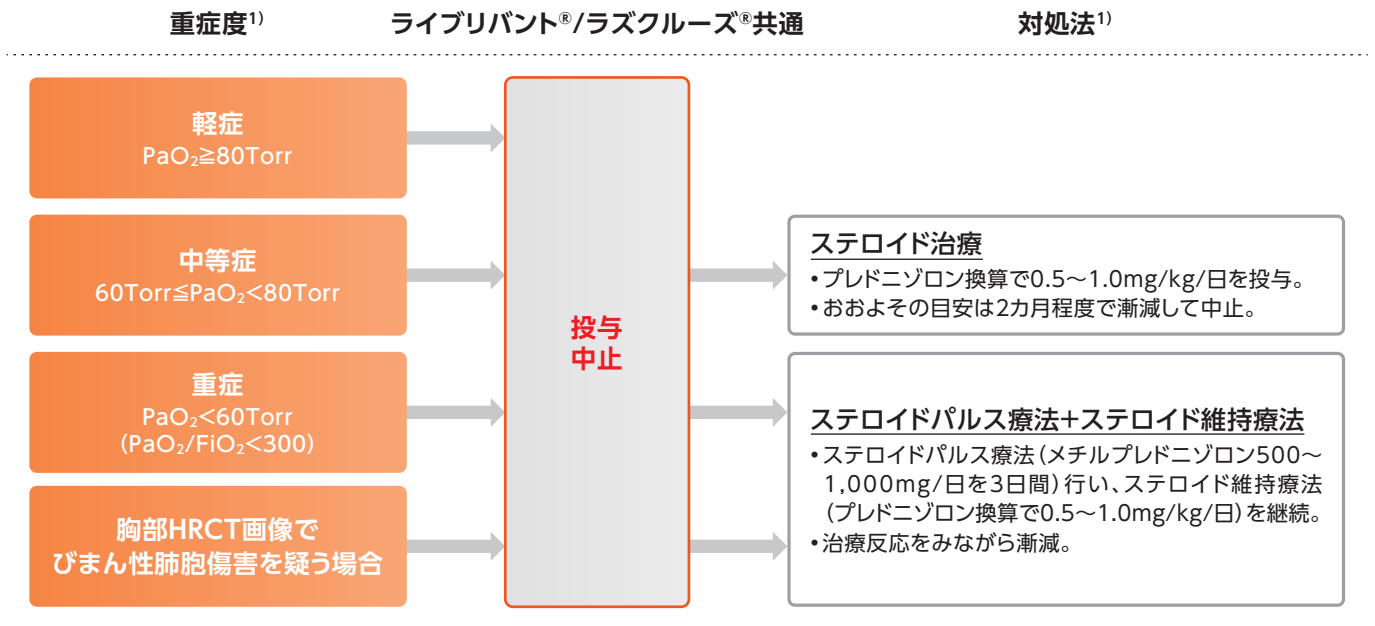 重症度1)
ライブリバント®/ラズクルーズ®共通
対処法1)
軽症
PaO₂≧80Torr
中等症
60Torr≦PaO₂<80Torr
重症
PaO₂<60Torr
(PaO₂/FiO₂<300)
胸部HRCT画像で
びまん性肺胞傷害を疑う場合
投与
中止
ステロイド治療
•プレドニゾロン換算で0.5〜1.0mg/kg/日を投与。
•おおよその目安は2カ月程度で漸減して中止。
ステロイドパルス療法+ステロイド維持療法
•ステロイドパルス療法(メチルプレドニゾロン500〜
1,000mg/日を3日間)行い、ステロイド維持療法
(プレドニゾロン換算で0.5〜1.0mg/kg/日)を継続。
•治療反応をみながら漸減。